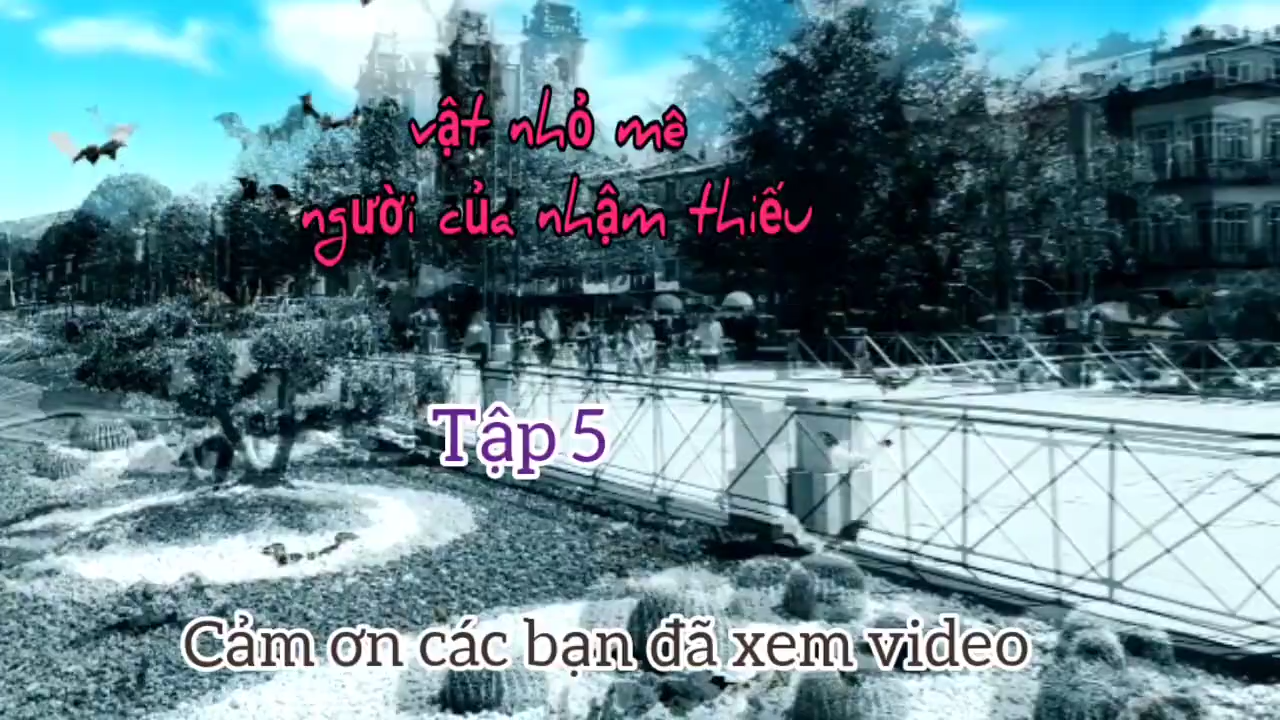 vật nhỏ mê
người của nhậm thiếu
Tập 5
Cảm ơn các bạn đã xem video